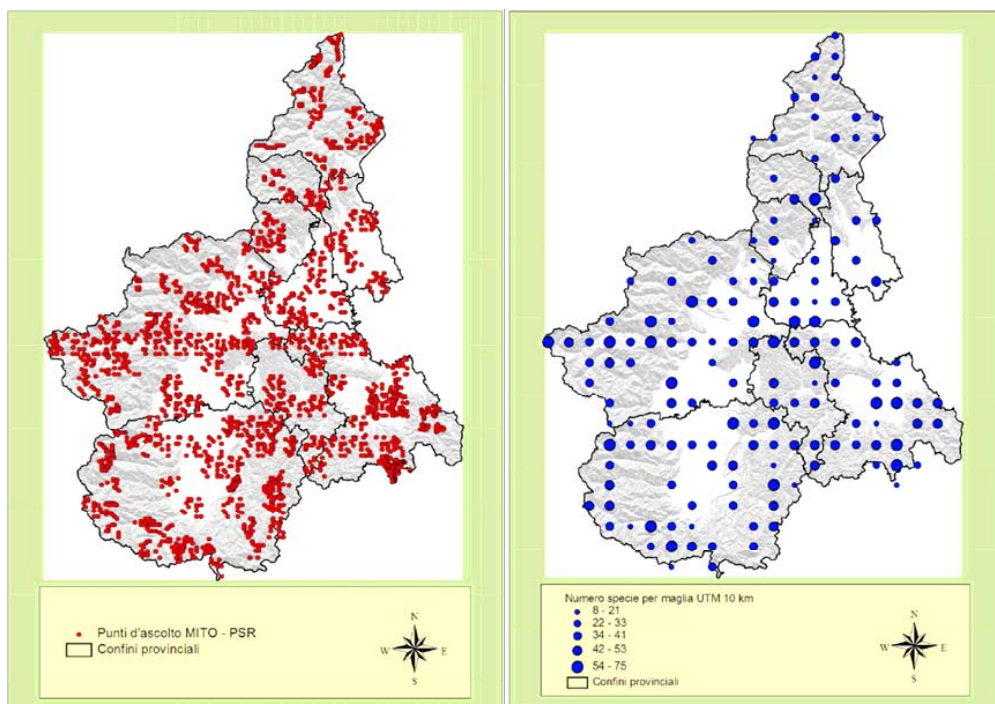 Punti d'ascolto MITO - PSR
Confini provinciali
N
W
E
S
Numero specie per maglia UTM 10 km
8 - 21
22 - 33
34 - 41
42 - 53
54 - 75
Confini provinciali
N
W
E
S